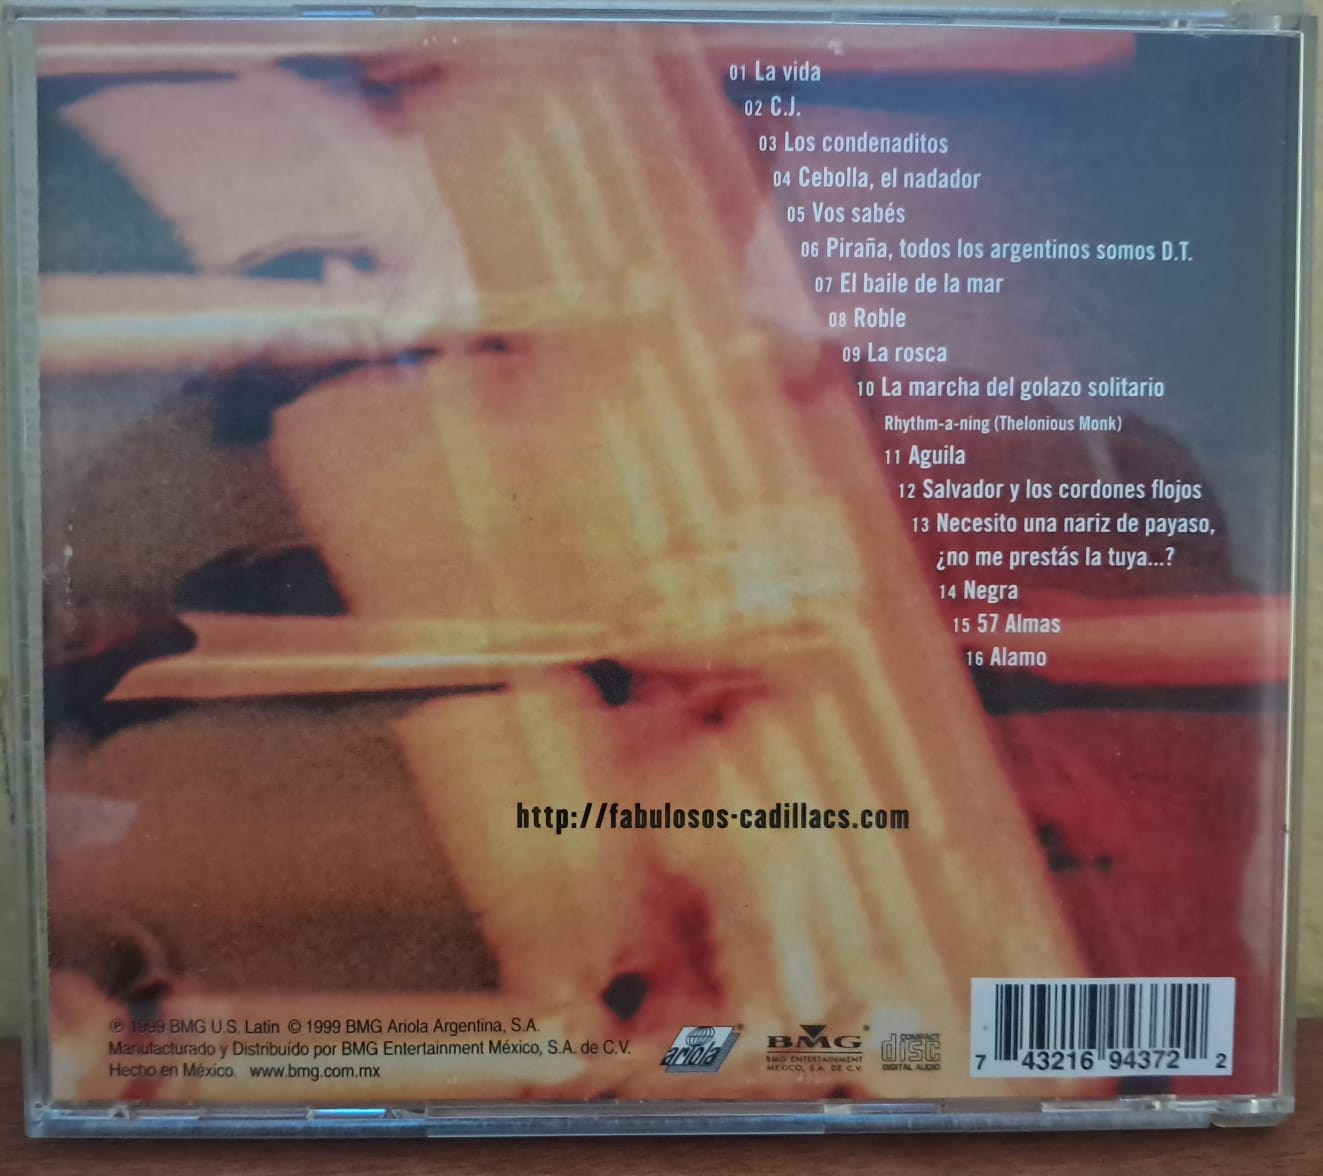 01 La vida
02 C.J.
03 Los condenaditos
04 Cebolla, el nadador
05 Vos sabés
06 Piraña, todos los argentinos somos D.T.
07 El baile de la mar
08 Roble
09 La rosca
10 La marcha del golazo solitario
Rhythm-a-ning (Thelonious Monk)
11 Aguila
12 Salvador y los cordones flojos
13 Necesito una nariz de payaso,
¿no me prestás la tuya...?
14 Negra
15 57 Almas
16 Alamo
http://fabulosos-cadillacs.com
℗ 1999 BMG U.S. Latin © 1999 BMG Ariola Argentina, S.A.
Manufacturado y Distribuído por BMG Entertainment México, S.A. de C.V.
Hecho en México. www.bmg.com.mx
ariola
BMG
BMG ENTERTAINMENT
MEXICO, S.A. DE C.V.
COMPACT
disc
DIGITAL AUDIO
7 43216 94372 2